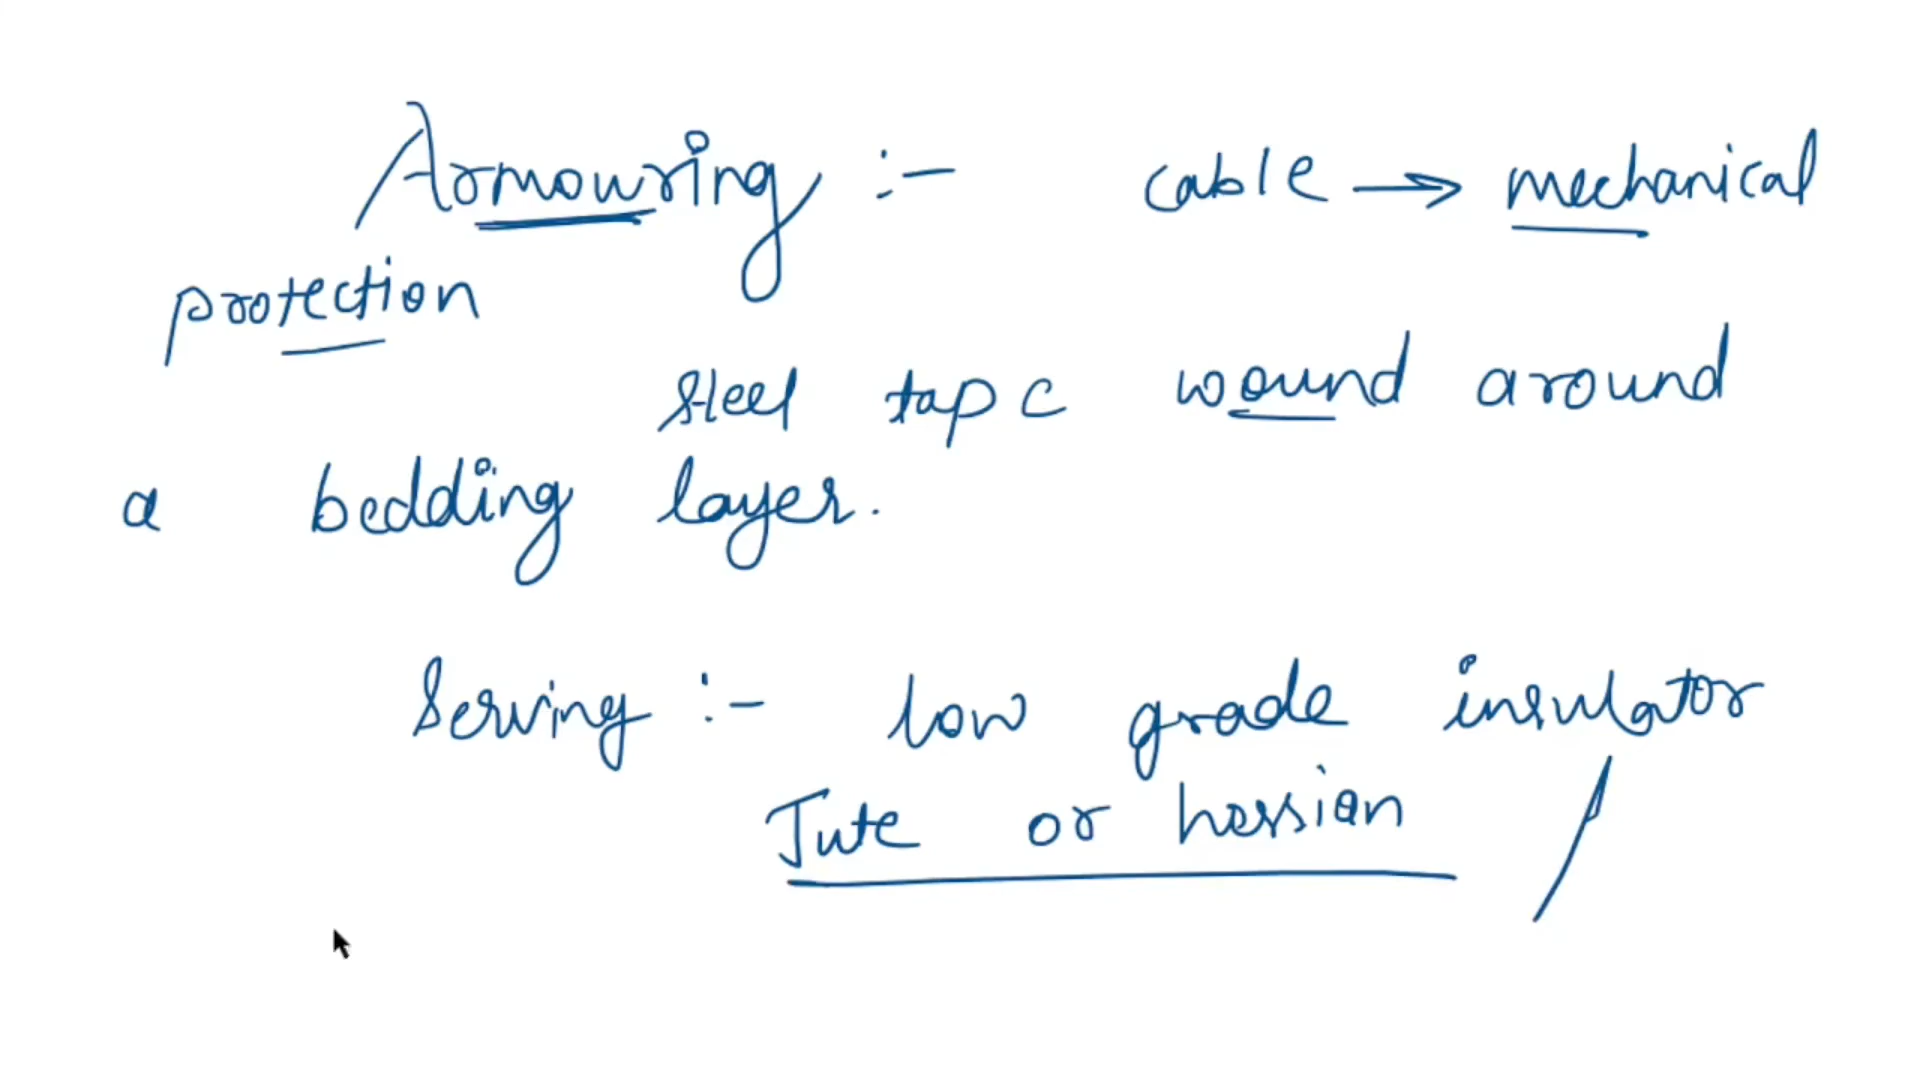 Armouring :- cable → mechanical
protection
steel tape wound around
a bedding layer.
Serving :- low grade insulator
Jute or hessian